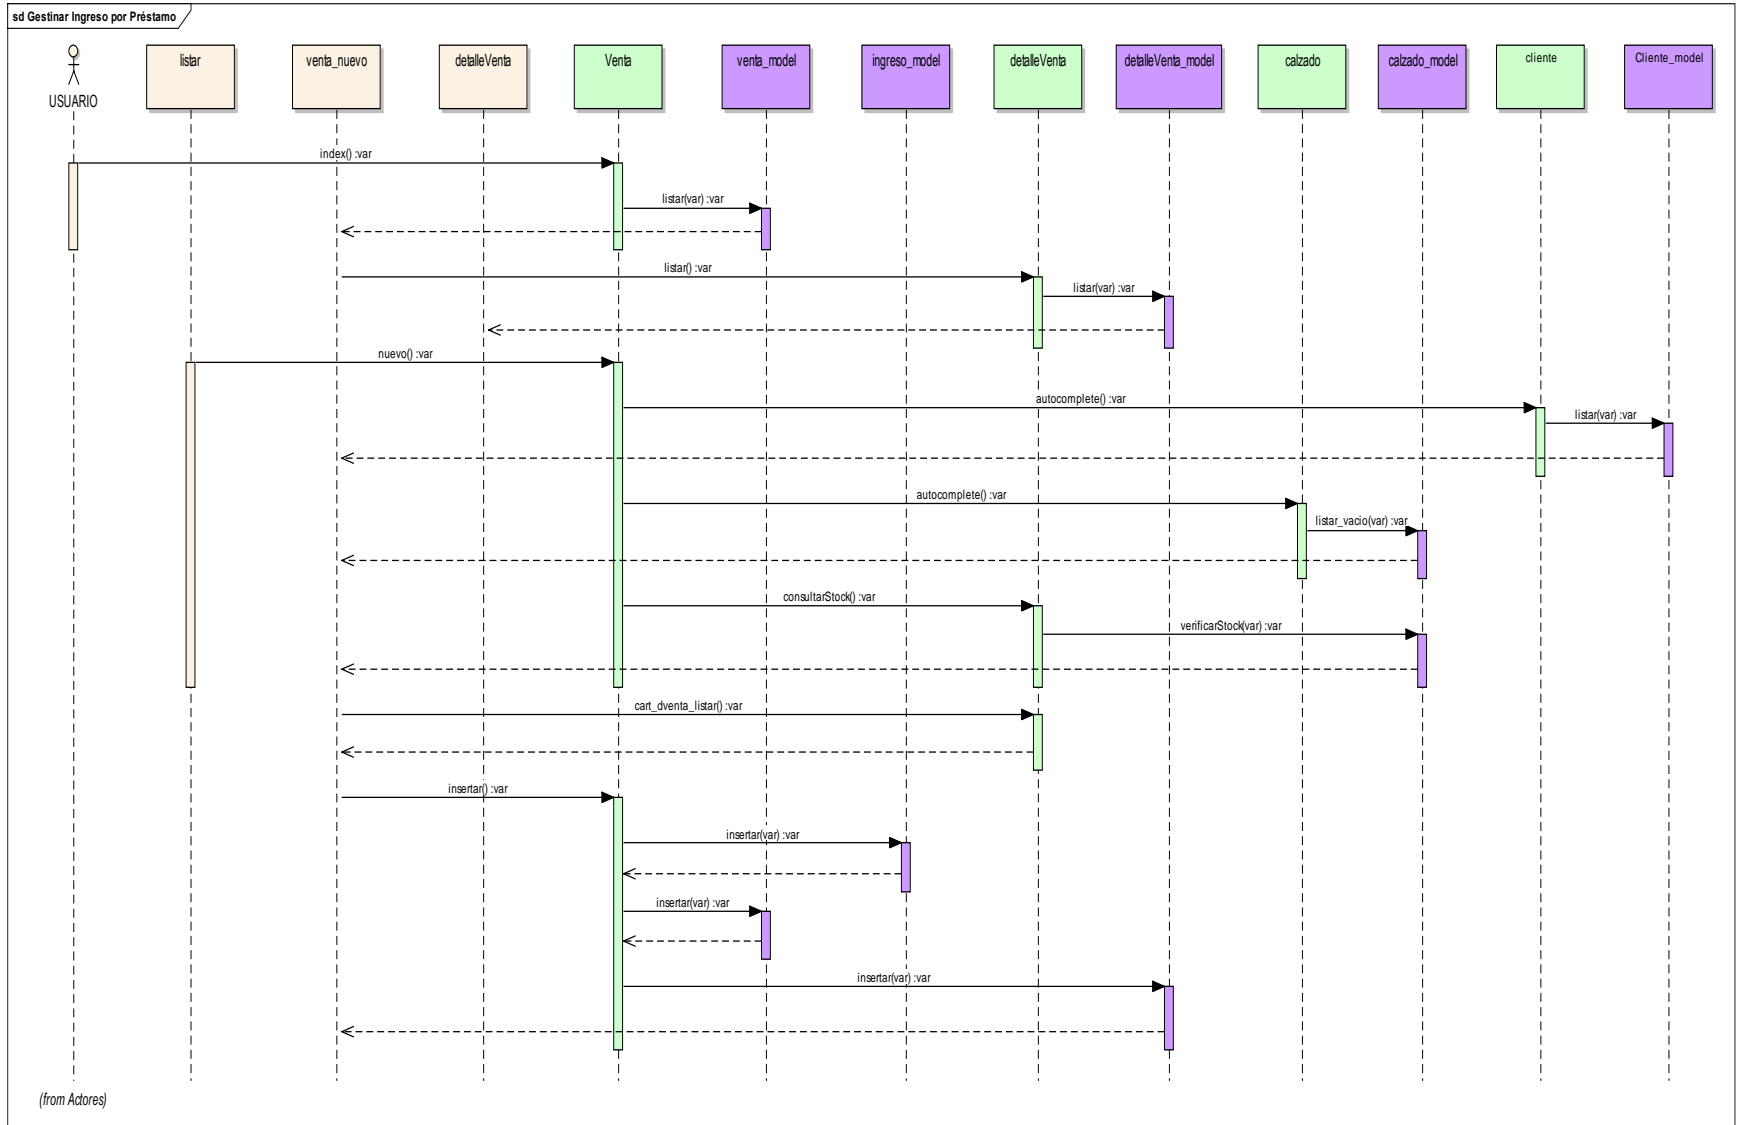 sd Gestinar Ingreso por Préstamo
USUARIO
listar
venta_nuevo
detalleVenta
Venta
venta_model
ingreso_model
detalleVenta
detalleVenta_model
calzado
calzado_model
cliente
Cliente_model
index() :var
listar(var) :var
listar() :var
listar(var) :var
nuevo() :var
autocomplete() :var
listar(var) :var
autocomplete() :var
listar_vacio(var) :var
consultarStock() :var
verificarStock(var) :var
cart_dventa_listar() :var
insertar() :var
insertar(var) :var
insertar(var) :var
insertar(var) :var
(from Actores)